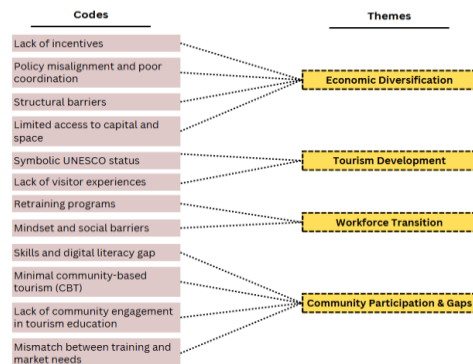 Codes
Themes
Lack of incentives
Policy misalignment and poor
coordination
Structural barriers
Limited access to capital and
space
Economic Diversification
Symbolic UNESCO status
Lack of visitor experiences
Tourism Development
Retraining programs
Mindset and social barriers
Workforce Transition
Skills and digital literacy gap
Minimal community-based
tourism (CBT)
Lack of community engagement
in tourism education
Mismatch between training and
market needs
Community Participation & Gaps